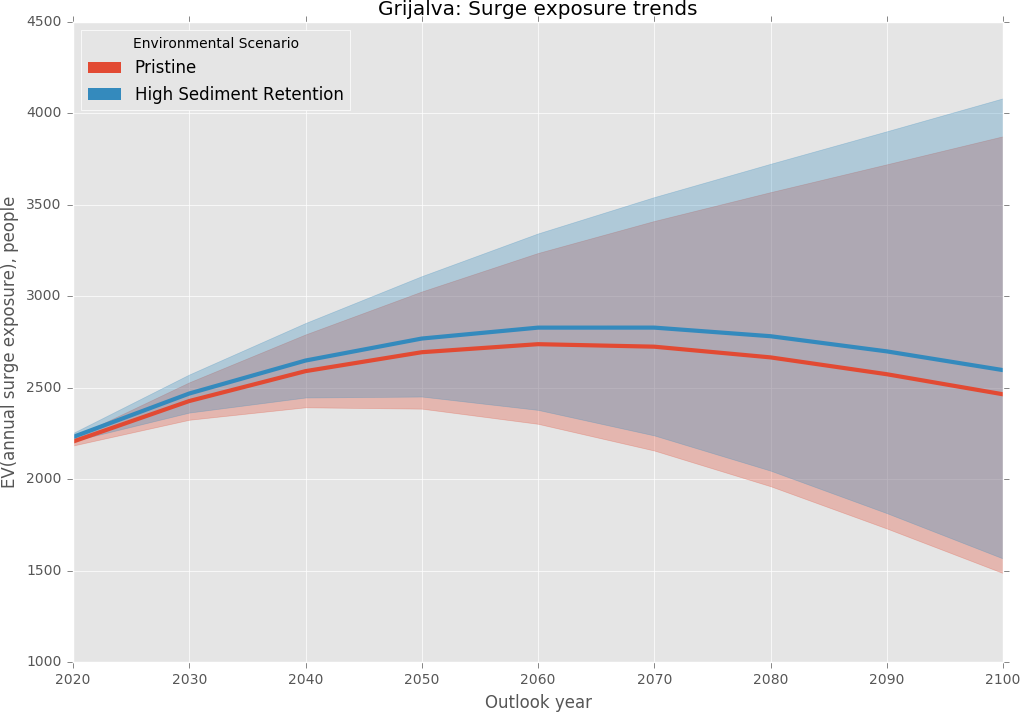 Grijalva: Surge exposure trends
Environmental Scenario
Pristine
High Sediment Retention
EV(annual surge exposure), people
4500
4000
3500
3000
2500
2000
1500
1000
2020 2030 2040 2050 2060 2070 2080 2090 2100
Outlook year